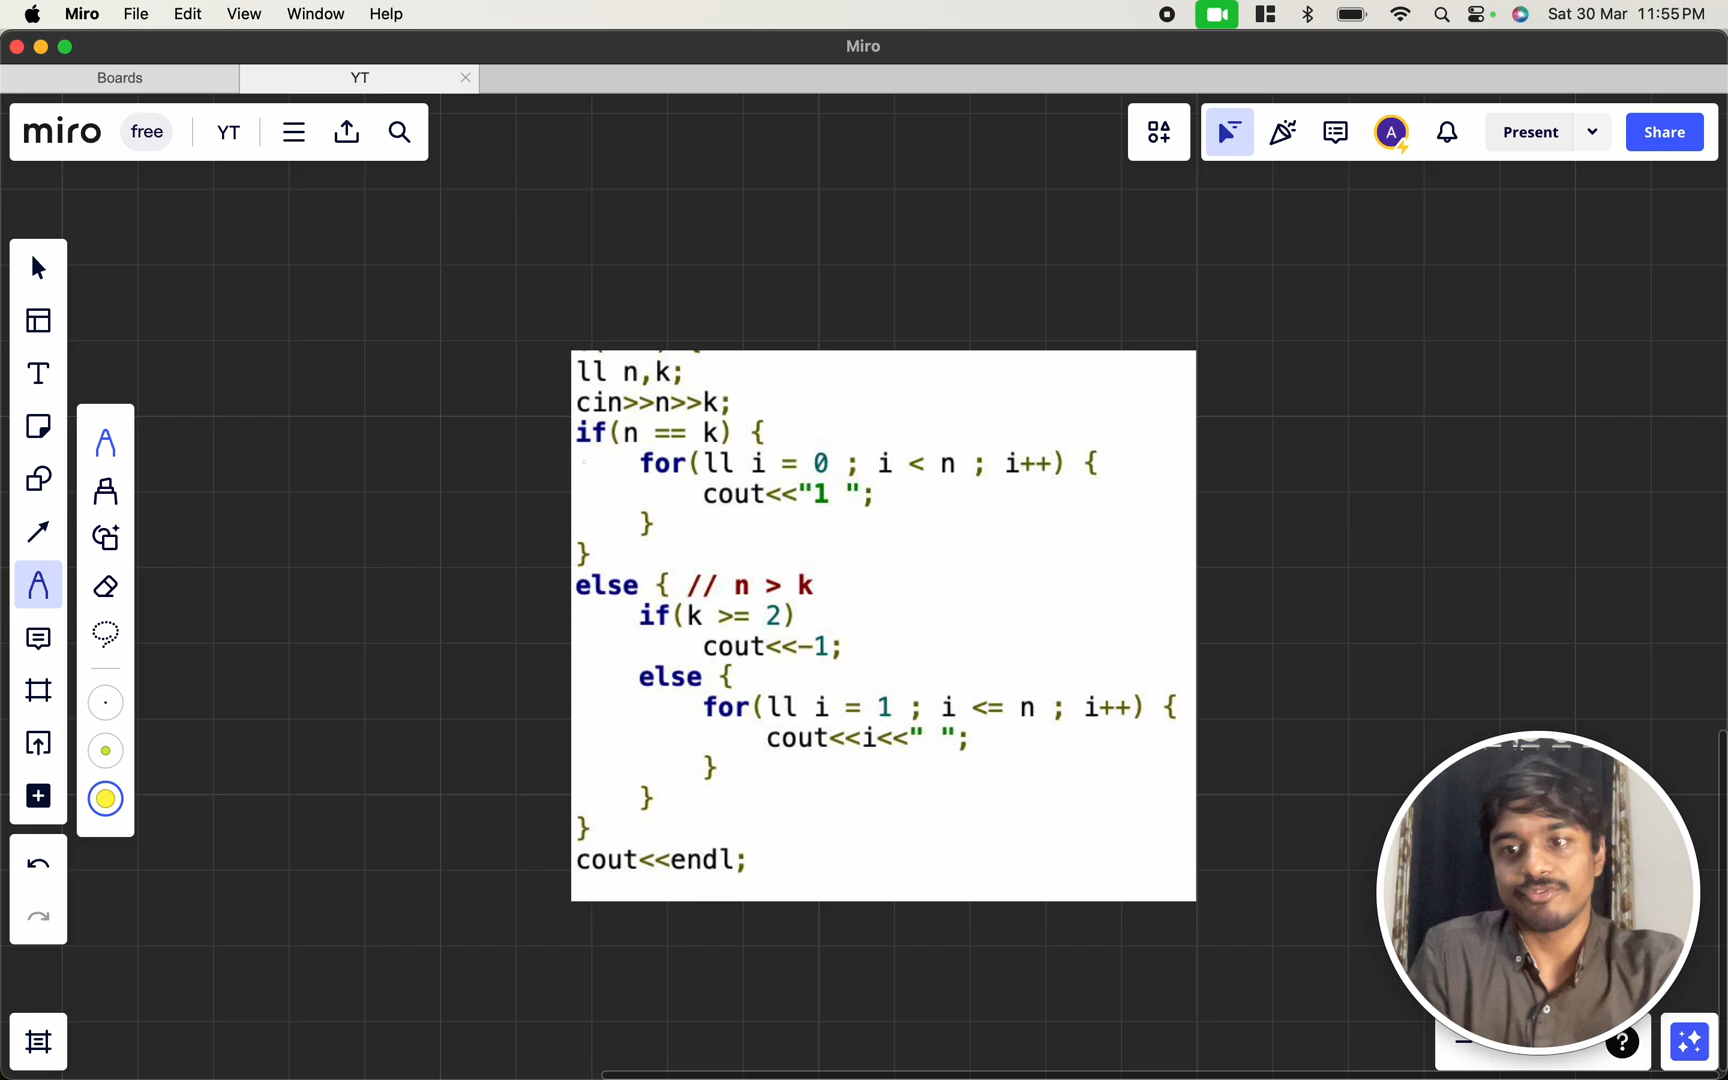 Miro File Edit View Window Help Sat 30 Mar 11:55 PM
Miro
Boards YT
miro free YT Present Share
A
T
ll n,k;
cin>>n>>k;
if(n == k) {
for(ll i = 0 ; i < n ; i++) {
cout<<"1 ";
}
}
else { // n > k
if(k >= 2)
cout<<-1;
else {
for(ll i = 1 ; i <= n ; i++) {
cout<<i<<" ";
}
}
}
cout<<endl;
?